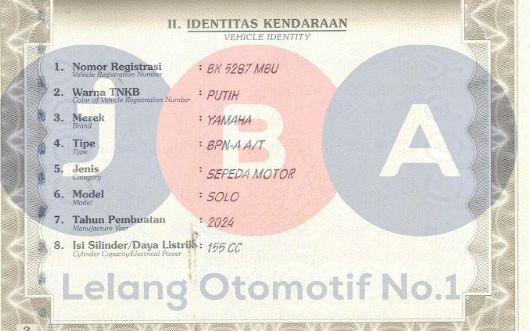 II. IDENTITAS KENDARAAN
VEHICLE IDENTITY
1. Nomor Registrasi : BK 5287 MBU
Vehicle Registration Number
2. Warna TNKB : PUTIH
Color of Vehicle Registration Number
3. Merek : YAMAHA
Brand
4. Tipe : BPN-A A/T
Type
5. Jenis : SEPEDA MOTOR
Category
6. Model : SOLO
Model
7. Tahun Pembuatan : 2024
Manufacture Year
8. Isi Silinder/Daya Listrik : 155 CC
Cylinder Capacity/Electrical Power
JBA
Lelang Otomotif No.1